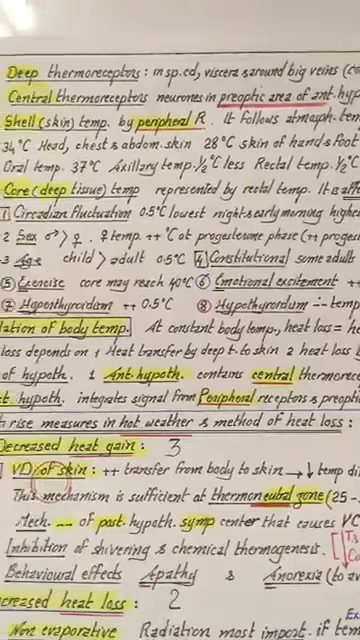 Deep thermoreceptors: in sp.cd, viscera & around big veins (co
Central thermoreceptors neurones in preoptic area of ant. hyp
Shell (skin) temp. by peripheral R. It follows atmosph. tem
34°C Head, chest & abdom. skin 28°C skin of hand & foot
Oral temp. 37°C Axillary temp. ½°C less Rectal temp. ½°C
Core (deep tissue) temp represented by rectal temp. It is aff
1 Circadian fluctuation 0.5°C lowest night & early morning highes
2 Sex ♂ > ♀. ♀ temp. ++ °C at progesterone phase (++ proges
3 Age child > adult 0.5°C 4 Constitutional some adult
5 Exercise core may reach 40°C 6 Emotional excitement ++
7 Hyperthyroidism ++ 0.5°C 8 Hypothyroidism -- temp
lation of body temp. At constant body temp., heat loss = he
loss depends on 1 Heat transfer by deep t. to skin 2 heat loss b
of hypoth. 1 Ant. hypoth. contains central thermorece
st hypoth. integrates signal from Peripheral receptors & preopti
rise measures in hot weather & method of heat loss:
Decreased heat gain: 3
VD of skin: ++ transfer from body to skin → ↓ temp di
This mechanism is sufficient at thermoneutral zone (25 -
Mech. -- of post. hypoth. symp center that causes VC
Inhibition of shivering & chemical thermogenesis.
Behavioural effects Apathy & Anorexia (to av
creased heat loss: 2
Non evaporative Radiation most import. if tem